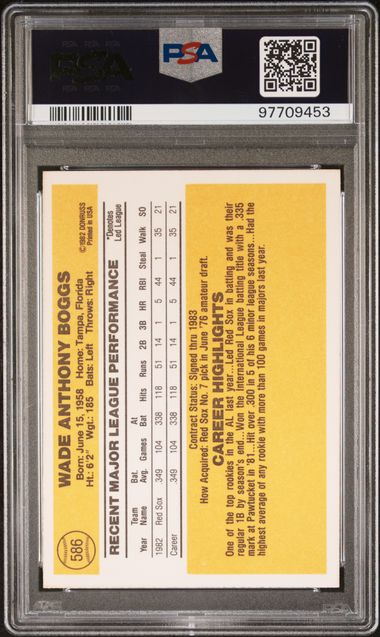 PSA
PSA
97709453
586
WADE ANTHONY BOGGS
Born: June 15, 1958 Home: Tampa, Florida
Ht.: 6'2" Wgt.: 185 Bats: Left Throws: Right
©1982 DONRUSS
Printed in USA
RECENT MAJOR LEAGUE PERFORMANCE
*Denotes
Led League
Year Team Name Bat. Avg. Games At Bat Hits Runs 2B 3B HR RBI Steal Walk SO
1982 Red Sox .349 104 338 118 51 14 1 5 44 1 35 21
Career .349 104 338 118 51 14 1 5 44 1 35 21
Contract Status: Signed thru 1983
How Acquired: Red Sox No. 7 pick in June '76 amateur draft.
CAREER HIGHLIGHTS
One of the top rookies in the AL last year...Led Red Sox in batting and was their
regular 1B by season's end...Won the International League batting title with a .335
mark at Pawtucket in '81...Hit over .300 in 5 of his 6 minor league seasons...Had the
highest average of any rookie with more than 100 games in majors last year.